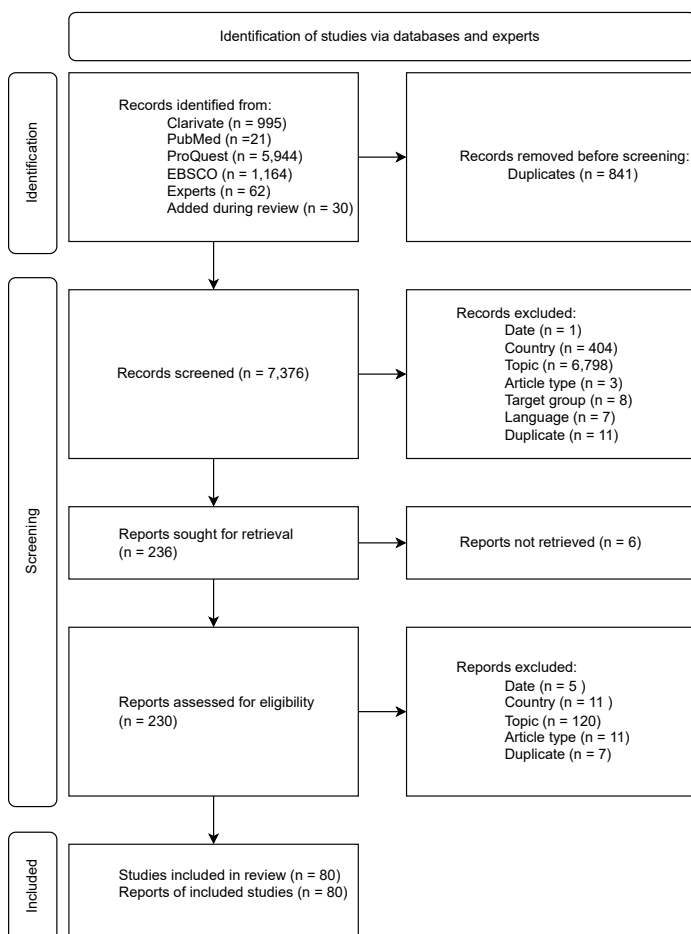 Identification of studies via databases and experts
Identification
Records identified from:
Clarivate (n = 995)
PubMed (n =21)
ProQuest (n = 5,944)
EBSCO (n = 1,164)
Experts (n = 62)
Added during review (n = 30)
Records removed before screening:
Duplicates (n = 841)
Screening
Records screened (n = 7,376)
Records excluded:
Date (n = 1)
Country (n = 404)
Topic (n = 6,798)
Article type (n = 3)
Target group (n = 8)
Language (n = 7)
Duplicate (n = 11)
Reports sought for retrieval
(n = 236)
Reports not retrieved (n = 6)
Reports assessed for eligibility
(n = 230)
Records excluded:
Date (n = 5 )
Country (n = 11 )
Topic (n = 120)
Article type (n = 11)
Duplicate (n = 7)
Included
Studies included in review (n = 80)
Reports of included studies (n = 80)